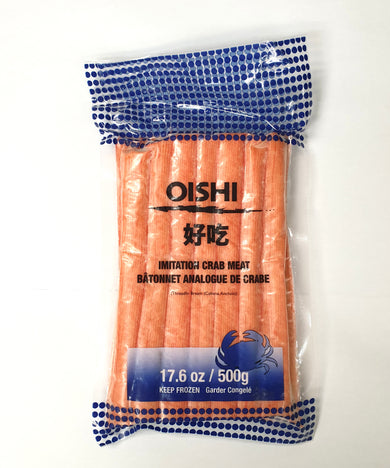 OISHI
好吃
IMITATION CRAB MEAT
BÂTONNET ANALOGUE DE CRABE
17.6 oz / 500g
KEEP FROZEN Garder Congelé